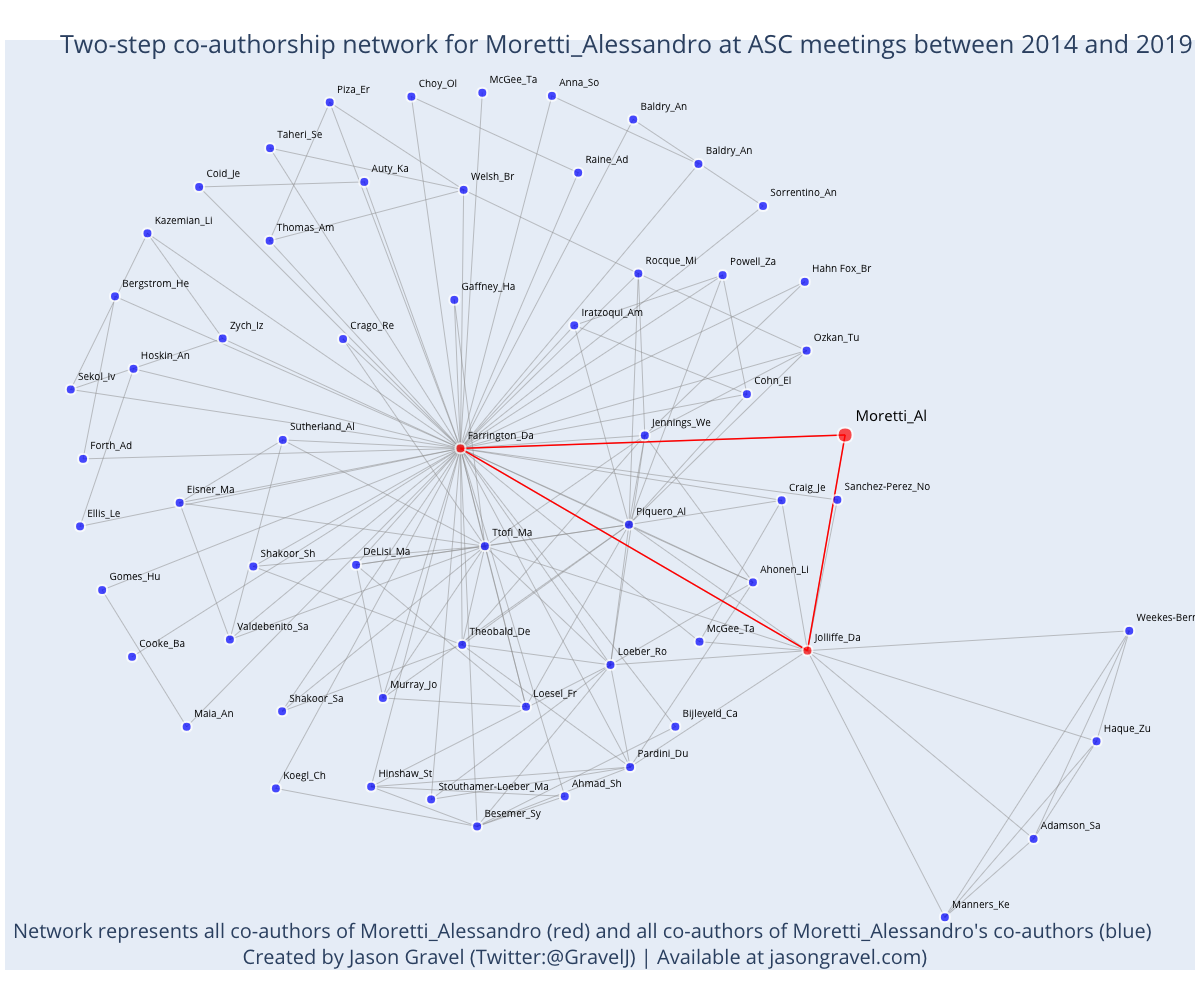 Two-step co-authorship network for Moretti_Alessandro at ASC meetings between 2014 and 2019
McGee_Ta
Anna_So
Choy_Ol
Piza_Er
Baldry_An
Taheri_Se
Baldry_An
Raine_Ad
Auty_Ka
Coid_Je
Welsh_Br
Sorrentino_An
Kazemian_Li
Thomas_Am
Rocque_Mi
Powell_Za
Hahn Fox_Br
Bergstrom_He
Gaffney_Ha
Iratzoqui_Am
Zych_Iz
Crago_Re
Ozkan_Tu
Hoskin_An
Sekol_Iv
Cohn_El
Moretti_Al
Jennings_We
Sutherland_Al
Farrington_Da
Forth_Ad
Craig_Je
Sanchez-Perez_No
Eisner_Ma
Piquero_Al
Ellis_Le
Ttofi_Ma
Shakoor_Sh
DeLisi_Ma
Ahonen_Li
Gomes_Hu
Weekes-Bern
Valdebenito_Sa
McGee_Ta
Theobald_De
Jolliffe_Da
Cooke_Ba
Loeber_Ro
Murray_Jo
Loesel_Fr
Shakoor_Sa
Maia_An
Bijleveld_Ca
Haque_Zu
Pardini_Du
Koegl_Ch
Hinshaw_St
Stouthamer-Loeber_Ma
Ahmad_Sh
Besemer_Sy
Adamson_Sa
Manners_Ke
Network represents all co-authors of Moretti_Alessandro (red) and all co-authors of Moretti_Alessandro's co-authors (blue)
Created by Jason Gravel (Twitter:@GravelJ) | Available at jasongravel.com)